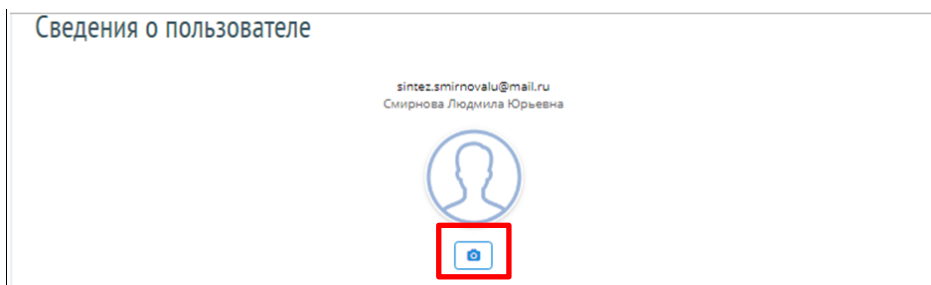 Сведения о пользователе
sintez.smirnovalu@mail.ru
Смирнова Людмила Юрьевна